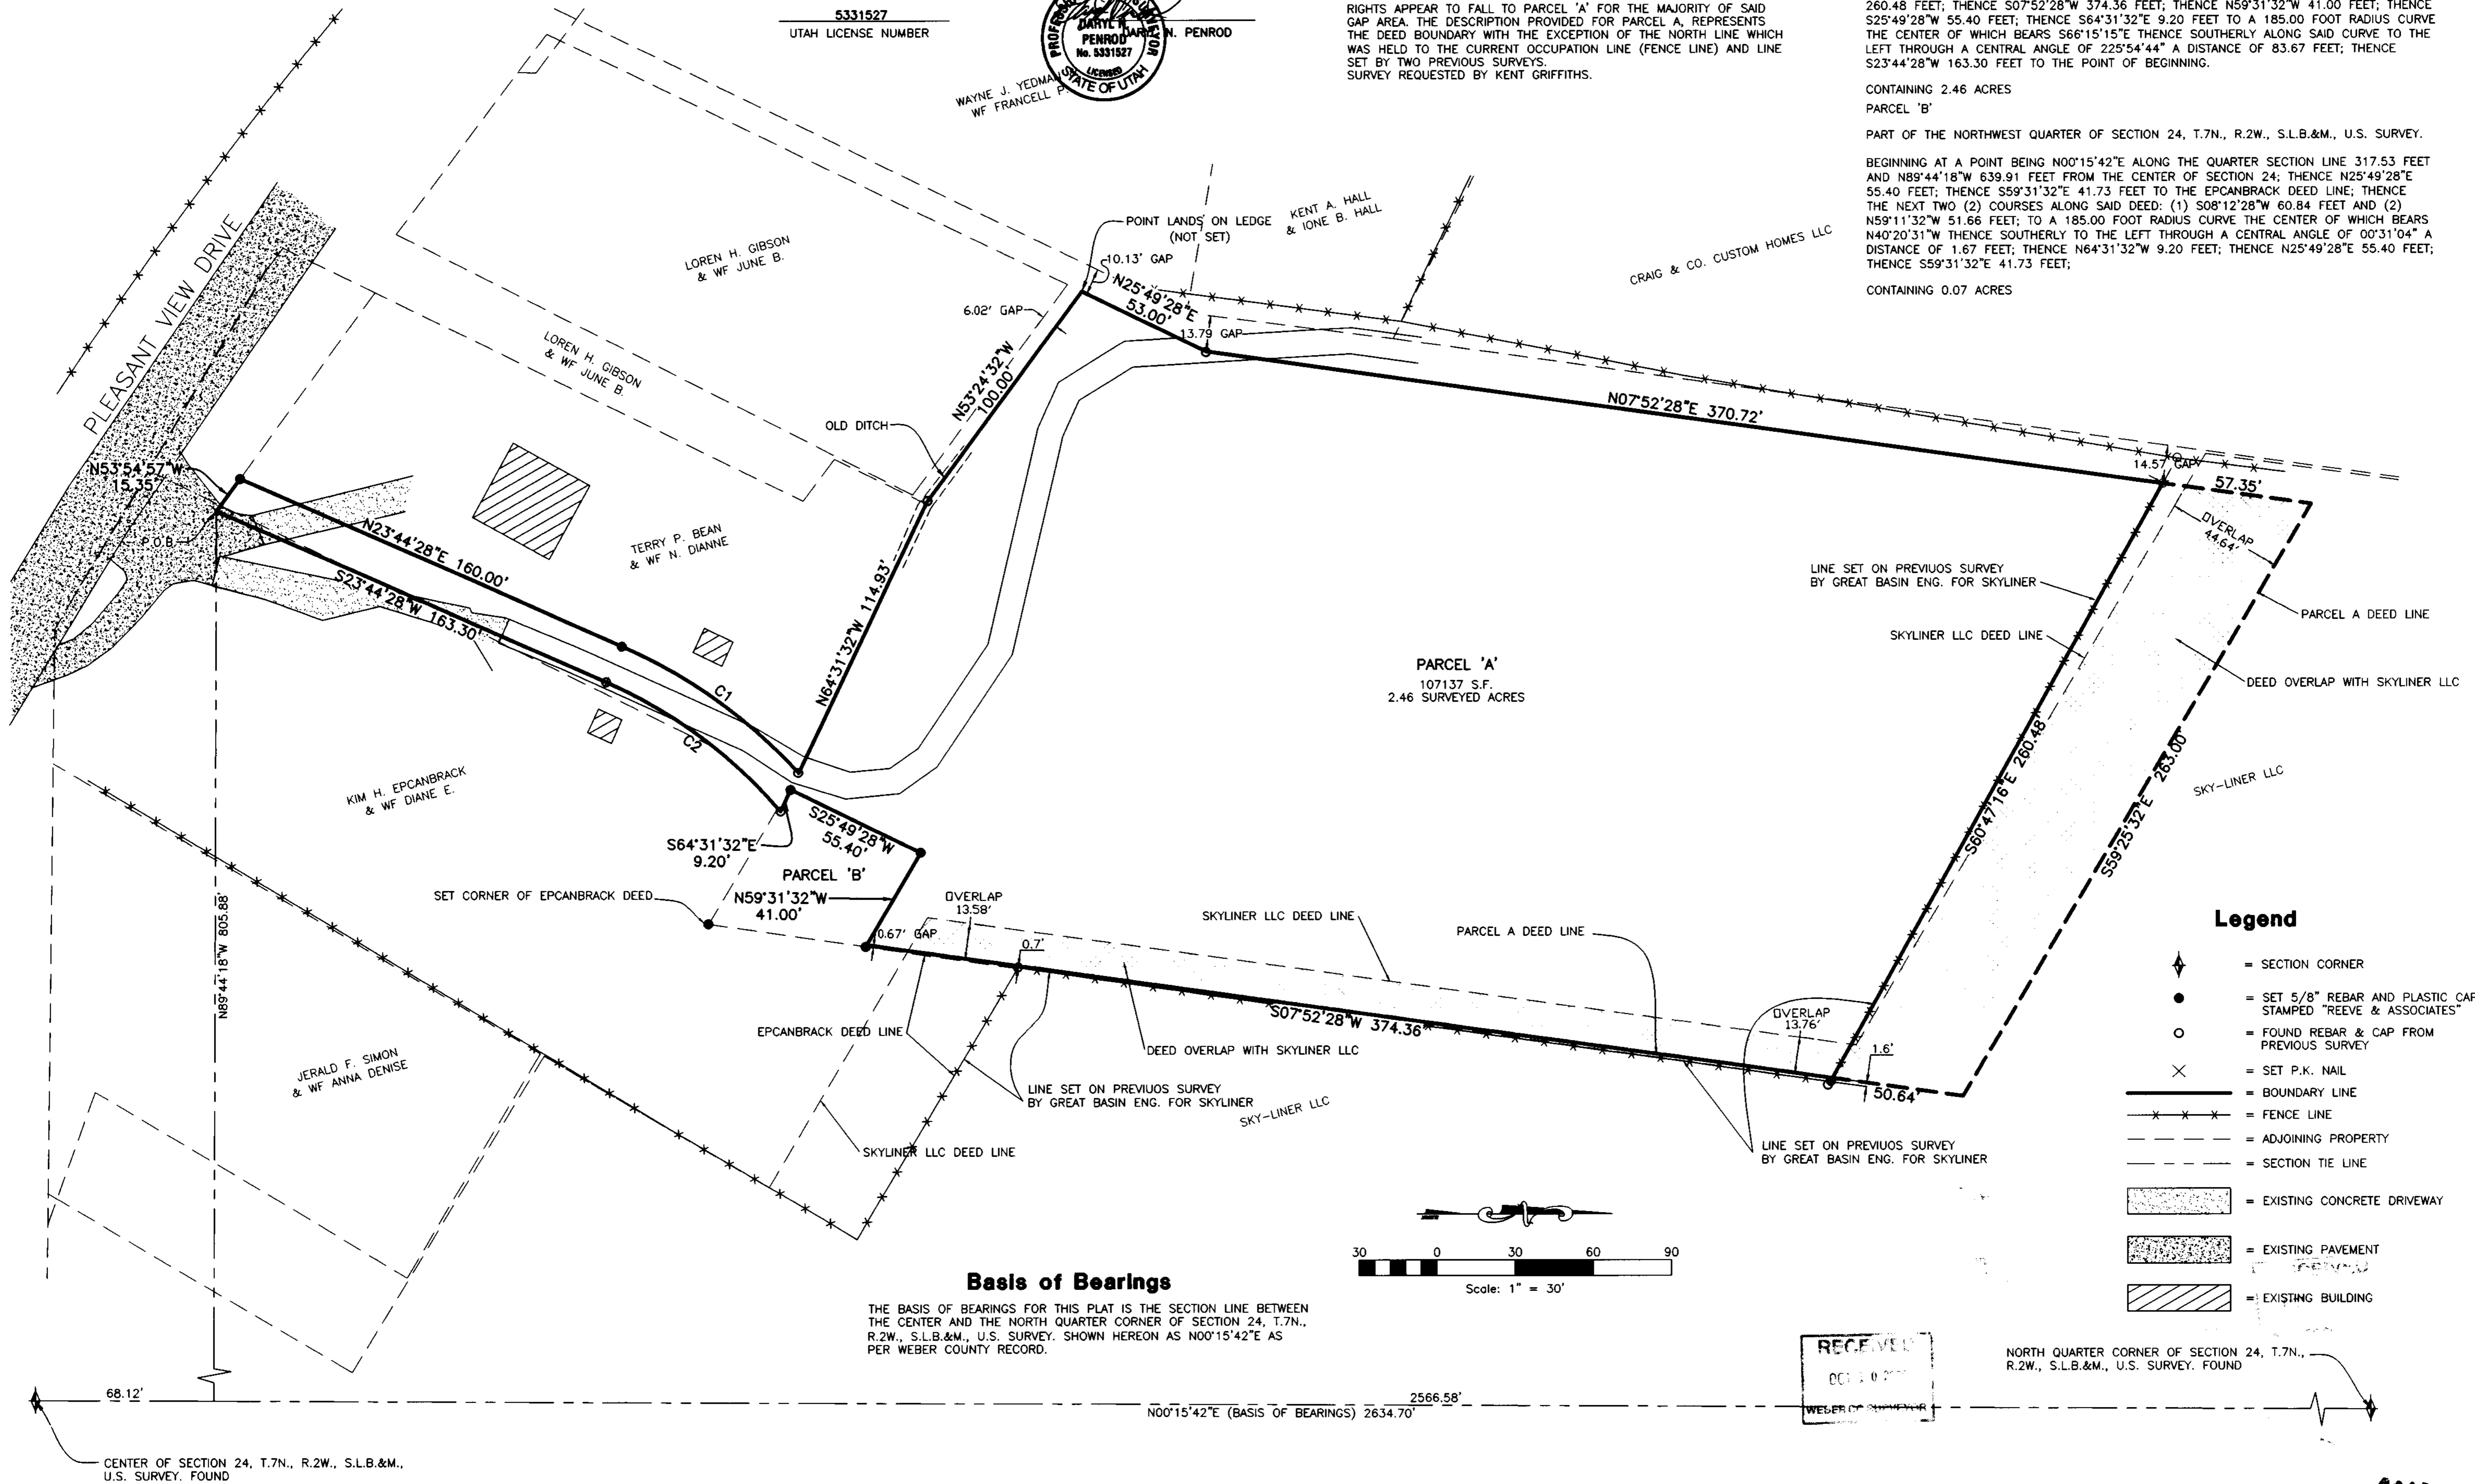 5331527
UTAH LICENSE NUMBER
DARYL N. PENROD
PROFESSIONAL
SURVEYOR
DARYL N.
PENROD
No. 5331527
LICENSED
STATE OF UTAH
RIGHTS APPEAR TO FALL TO PARCEL 'A' FOR THE MAJORITY OF SAID
GAP AREA. THE DESCRIPTION PROVIDED FOR PARCEL A, REPRESENTS
THE DEED BOUNDARY WITH THE EXCEPTION OF THE NORTH LINE WHICH
WAS HELD TO THE CURRENT OCCUPATION LINE (FENCE LINE) AND LINE
SET BY TWO PREVIOUS SURVEYS.
SURVEY REQUESTED BY KENT GRIFFITHS.
260.48 FEET; THENCE S07°52'28"W 374.36 FEET; THENCE N59°31'32"W 41.00 FEET; THENCE
S25°49'28"W 55.40 FEET; THENCE S64°31'32"E 9.20 FEET TO A 185.00 FOOT RADIUS CURVE
THE CENTER OF WHICH BEARS S66°15'15"E THENCE SOUTHERLY ALONG SAID CURVE TO THE
LEFT THROUGH A CENTRAL ANGLE OF 225°54'44" A DISTANCE OF 83.67 FEET; THENCE
S23°44'28"W 163.30 FEET TO THE POINT OF BEGINNING.
CONTAINING 2.46 ACRES
PARCEL 'B'
PART OF THE NORTHWEST QUARTER OF SECTION 24, T.7N., R.2W., S.L.B.&M., U.S. SURVEY.
BEGINNING AT A POINT BEING N00°15'42"E ALONG THE QUARTER SECTION LINE 317.53 FEET
AND N89°44'18"W 639.91 FEET FROM THE CENTER OF SECTION 24; THENCE N25°49'28"E
55.40 FEET; THENCE S59°31'32"E 41.73 FEET TO THE EPCANBRACK DEED LINE; THENCE
THE NEXT TWO (2) COURSES ALONG SAID DEED: (1) S08°12'28"W 60.84 FEET AND (2)
N59°11'32"W 51.66 FEET; TO A 185.00 FOOT RADIUS CURVE THE CENTER OF WHICH BEARS
N40°20'31"W THENCE SOUTHERLY TO THE LEFT THROUGH A CENTRAL ANGLE OF 00°31'04" A
DISTANCE OF 1.67 FEET; THENCE N64°31'32"W 9.20 FEET; THENCE N25°49'28"E 55.40 FEET;
THENCE S59°31'32"E 41.73 FEET;
CONTAINING 0.07 ACRES
WAYNE J. YEDMAN
WF FRANCELL P.
POINT LANDS ON LEDGE
(NOT SET)
KENT A. HALL
& IONE B. HALL
CRAIG & CO. CUSTOM HOMES LLC
LOREN H. GIBSON
& WF JUNE B.
10.13' GAP
N25°49'28"E
53.00'
6.02' GAP
13.79 GAP
PLEASANT VIEW DRIVE
LOREN H. GIBSON
& WF JUNE B.
N53°24'32"W
100.00'
N07°52'28"E 370.72'
OLD DITCH
N53°54'57"W
15.35'
P.O.B.
N23°44'28"E 160.00'
S23°44'28"W 163.30'
TERRY P. BEAN
& WF N. DIANNE
N64°31'32"W 114.93'
C1
C2
14.57' GAP
57.35'
OVERLAP
44.64'
LINE SET ON PREVIUOS SURVEY
BY GREAT BASIN ENG. FOR SKYLINER
PARCEL A DEED LINE
SKYLINER LLC DEED LINE
PARCEL 'A'
107137 S.F.
2.46 SURVEYED ACRES
DEED OVERLAP WITH SKYLINER LLC
S60°47'16"E 260.48'
S59°25'32"E 263.00'
SKY-LINER LLC
KIM H. EPCANBRACK
& WF DIANE E.
S64°31'32"E
9.20'
S25°49'28"W
55.40'
PARCEL 'B'
SET CORNER OF EPCANBRACK DEED
N59°31'32"W
41.00'
OVERLAP
13.58'
SKYLINER LLC DEED LINE
PARCEL A DEED LINE
0.67' GAP
0.7'
N89°44'18"W 805.88'
S07°52'28"W 374.36'
OVERLAP
13.76'
1.6'
50.64'
EPCANBRACK DEED LINE
DEED OVERLAP WITH SKYLINER LLC
JERALD F. SIMON
& WF ANNA DENISE
LINE SET ON PREVIUOS SURVEY
BY GREAT BASIN ENG. FOR SKYLINER
SKY-LINER LLC
SKYLINER LLC DEED LINE
LINE SET ON PREVIUOS SURVEY
BY GREAT BASIN ENG. FOR SKYLINER
Legend
= SECTION CORNER
= SET 5/8" REBAR AND PLASTIC CAP
STAMPED "REEVE & ASSOCIATES"
= FOUND REBAR & CAP FROM
PREVIOUS SURVEY
= SET P.K. NAIL
= BOUNDARY LINE
= FENCE LINE
= ADJOINING PROPERTY
= SECTION TIE LINE
= EXISTING CONCRETE DRIVEWAY
= EXISTING PAVEMENT
= EXISTING BUILDING
30 0 30 60 90
Scale: 1" = 30'
Basis of Bearings
THE BASIS OF BEARINGS FOR THIS PLAT IS THE SECTION LINE BETWEEN
THE CENTER AND THE NORTH QUARTER CORNER OF SECTION 24, T.7N.,
R.2W., S.L.B.&M., U.S. SURVEY. SHOWN HEREON AS N00°15'42"E AS
PER WEBER COUNTY RECORD.
RECEIVED
WEBER CO SURVEYOR
NORTH QUARTER CORNER OF SECTION 24, T.7N.,
R.2W., S.L.B.&M., U.S. SURVEY. FOUND
68.12'
2566.58'
N00°15'42"E (BASIS OF BEARINGS) 2634.70'
CENTER OF SECTION 24, T.7N., R.2W., S.L.B.&M.,
U.S. SURVEY. FOUND